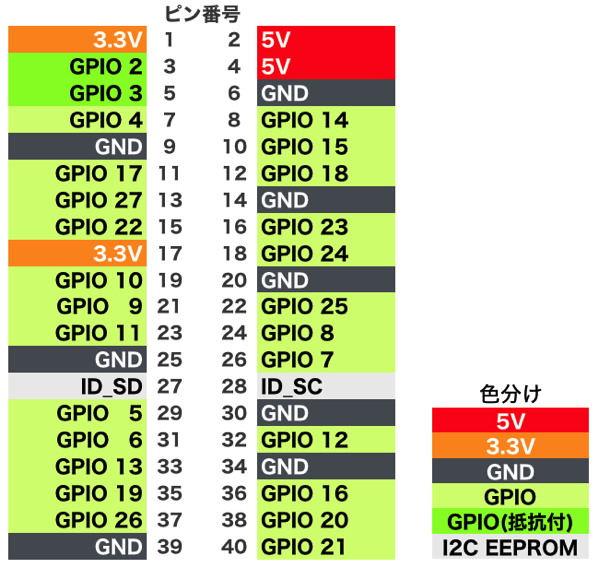 ピン番号
3.3V 1 2 5V
GPIO 2 3 4 5V
GPIO 3 5 6 GND
GPIO 4 7 8 GPIO 14
GND 9 10 GPIO 15
GPIO 17 11 12 GPIO 18
GPIO 27 13 14 GND
GPIO 22 15 16 GPIO 23
3.3V 17 18 GPIO 24
GPIO 10 19 20 GND
GPIO 9 21 22 GPIO 25
GPIO 11 23 24 GPIO 8
GND 25 26 GPIO 7
ID_SD 27 28 ID_SC
GPIO 5 29 30 GND
GPIO 6 31 32 GPIO 12
GPIO 13 33 34 GND
GPIO 19 35 36 GPIO 16
GPIO 26 37 38 GPIO 20
GND 39 40 GPIO 21
色分け
5V
3.3V
GND
GPIO
GPIO(抵抗付)
I2C EEPROM